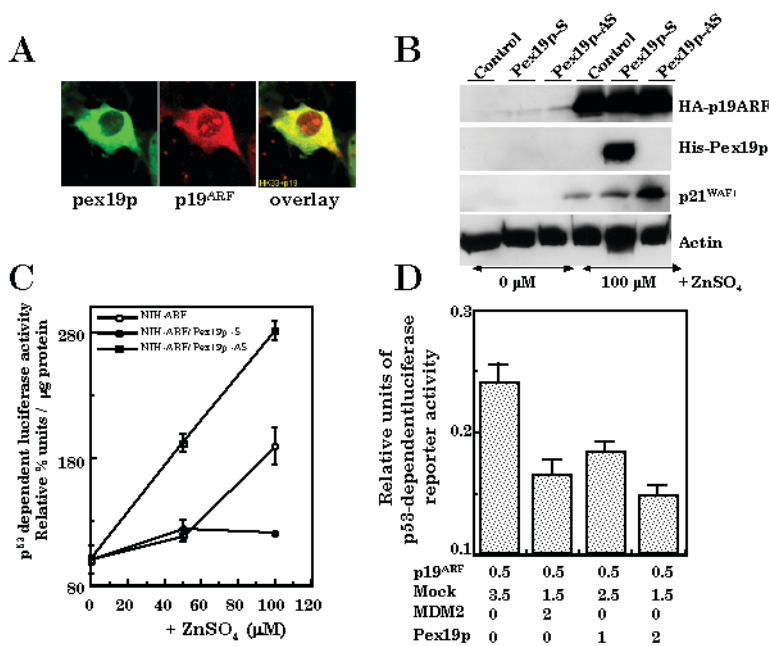 A
pex19p
p19ARF
overlay
HK33+p19
B
Control
Pex19p-S
Pex19p-AS
Control
Pex19p-S
Pex19p-AS
HA-p19ARF
His-Pex19p
p21WAF1
Actin
0 µM
100 µM
+ ZnSO4
C
NIH-ARF
NIH-ARF/Pex19p-S
NIH-ARF/Pex19p-AS
p53 dependent luciferase activity
Relative % units / µg protein
280
180
80
0 20 40 60 80 100 120
+ ZnSO4 (µM)
D
Relative units of
p53-dependentluciferase
reporter activity
0.3
0.2
0.1
p19ARF 0.5 0.5 0.5 0.5
Mock 3.5 1.5 2.5 1.5
MDM2 0 2 0 0
Pex19p 0 0 1 2